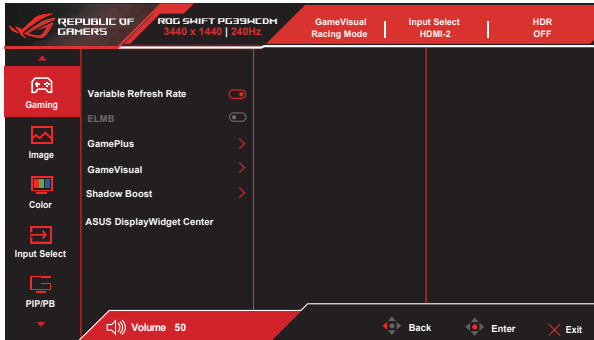 REPUBLIC OF
GAMERS
ROG SWIFT PG39WCDM
3440 x 1440 | 240Hz
GameVisual
Racing Mode
Input Select
HDMI-2
HDR
OFF
Gaming
Image
Color
Input Select
PIP/PB
Variable Refresh Rate
ELMB
GamePlus
GameVisual
Shadow Boost
ASUS DisplayWidget Center
Volume 50
Back
Enter
Exit